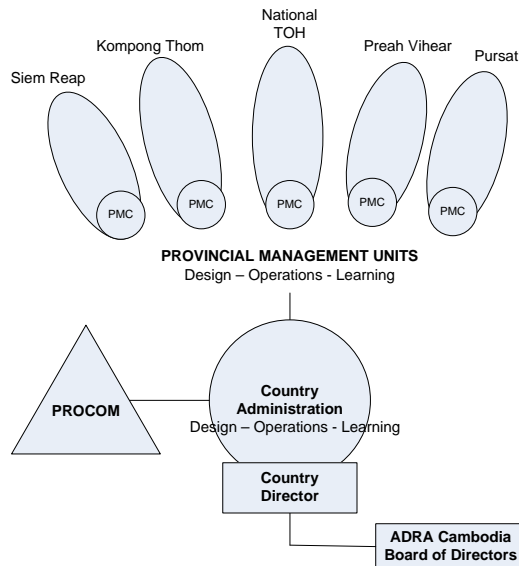 National
TOH
Kompong Thom
Preah Vihear
Pursat
Siem Reap
PMC
PMC
PMC
PMC
PMC
PROVINCIAL MANAGEMENT UNITS
Design – Operations - Learning
Country
Administration
PROCOM
Design – Operations - Learning
Country
Director
ADRA Cambodia
Board of Directors